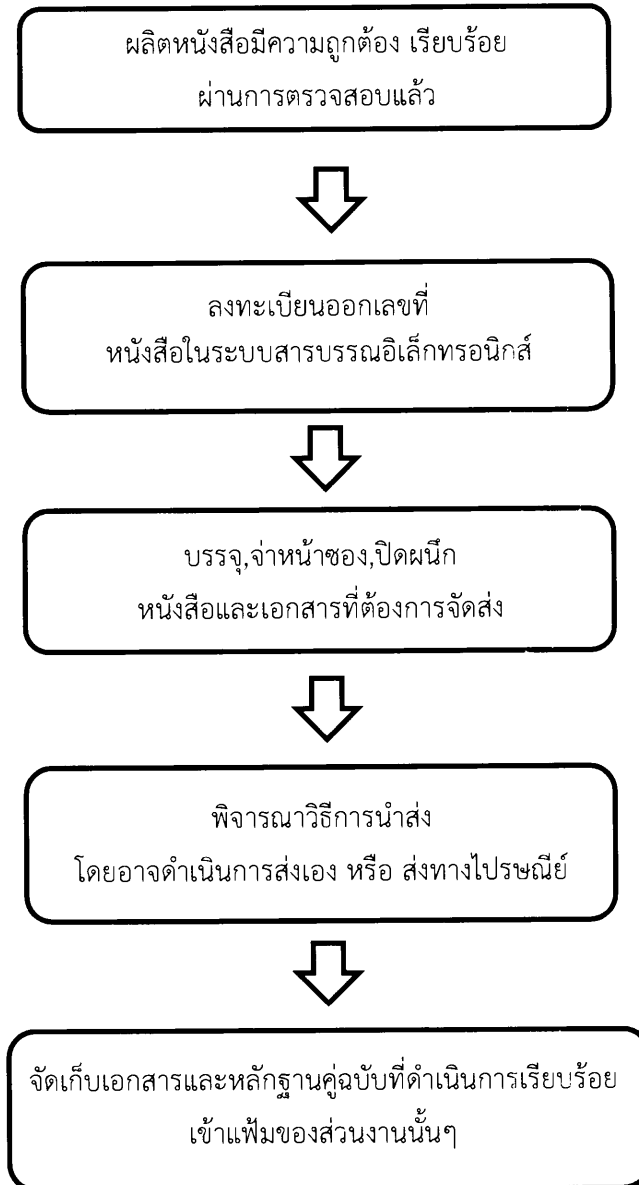 ผลิตหนังสือมีความถูกต้อง เรียบร้อย
ผ่านการตรวจสอบแล้ว
ลงทะเบียนออกเลขที่
หนังสือในระบบสารบรรณอิเล็กทรอนิกส์
บรรจุ,จ่าหน้าซอง,ปิดผนึก
หนังสือและเอกสารที่ต้องการจัดส่ง
พิจารณาวิธีการนำส่ง
โดยอาจดำเนินการส่งเอง หรือ ส่งทางไปรษณีย์
จัดเก็บเอกสารและหลักฐานคู่ฉบับที่ดำเนินการเรียบร้อย
เข้าแฟ้มของส่วนงานนั้นๆ